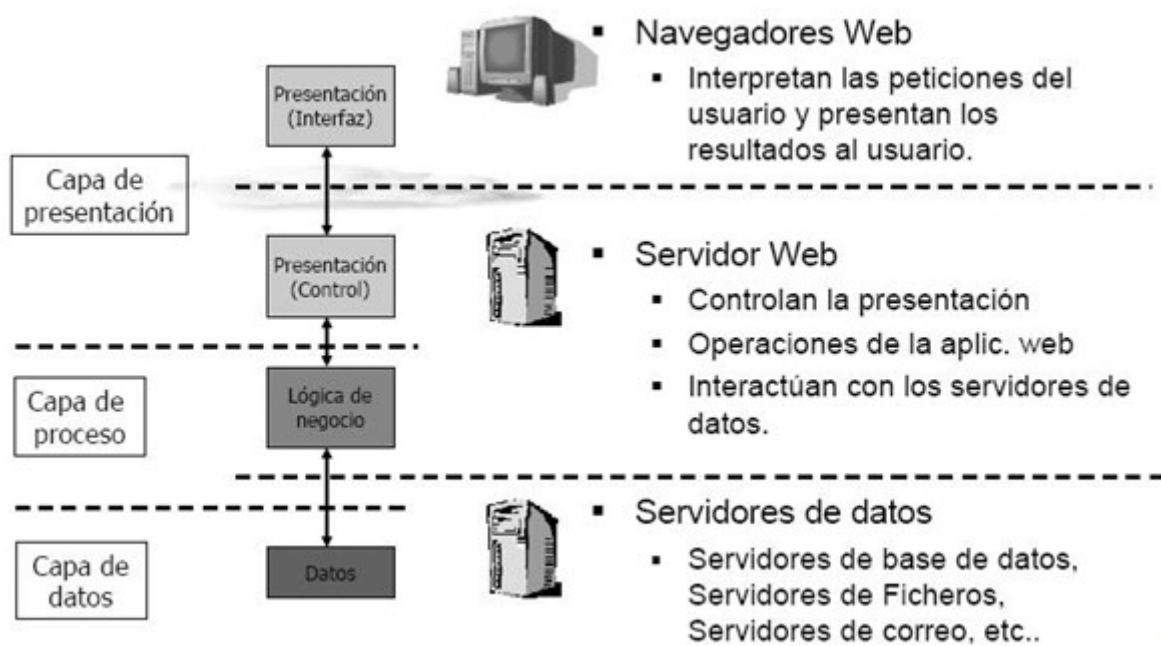 Capa de
presentación
Capa de
proceso
Capa de
datos
Presentación
(Interfaz)
Presentación
(Control)
Lógica de
negocio
Datos
▪ Navegadores Web
▪ Interpretan las peticiones del
usuario y presentan los
resultados al usuario.
▪ Servidor Web
▪ Controlan la presentación
▪ Operaciones de la aplic. web
▪ Interactúan con los servidores de
datos.
▪ Servidores de datos
▪ Servidores de base de datos,
Servidores de Ficheros,
Servidores de correo, etc..